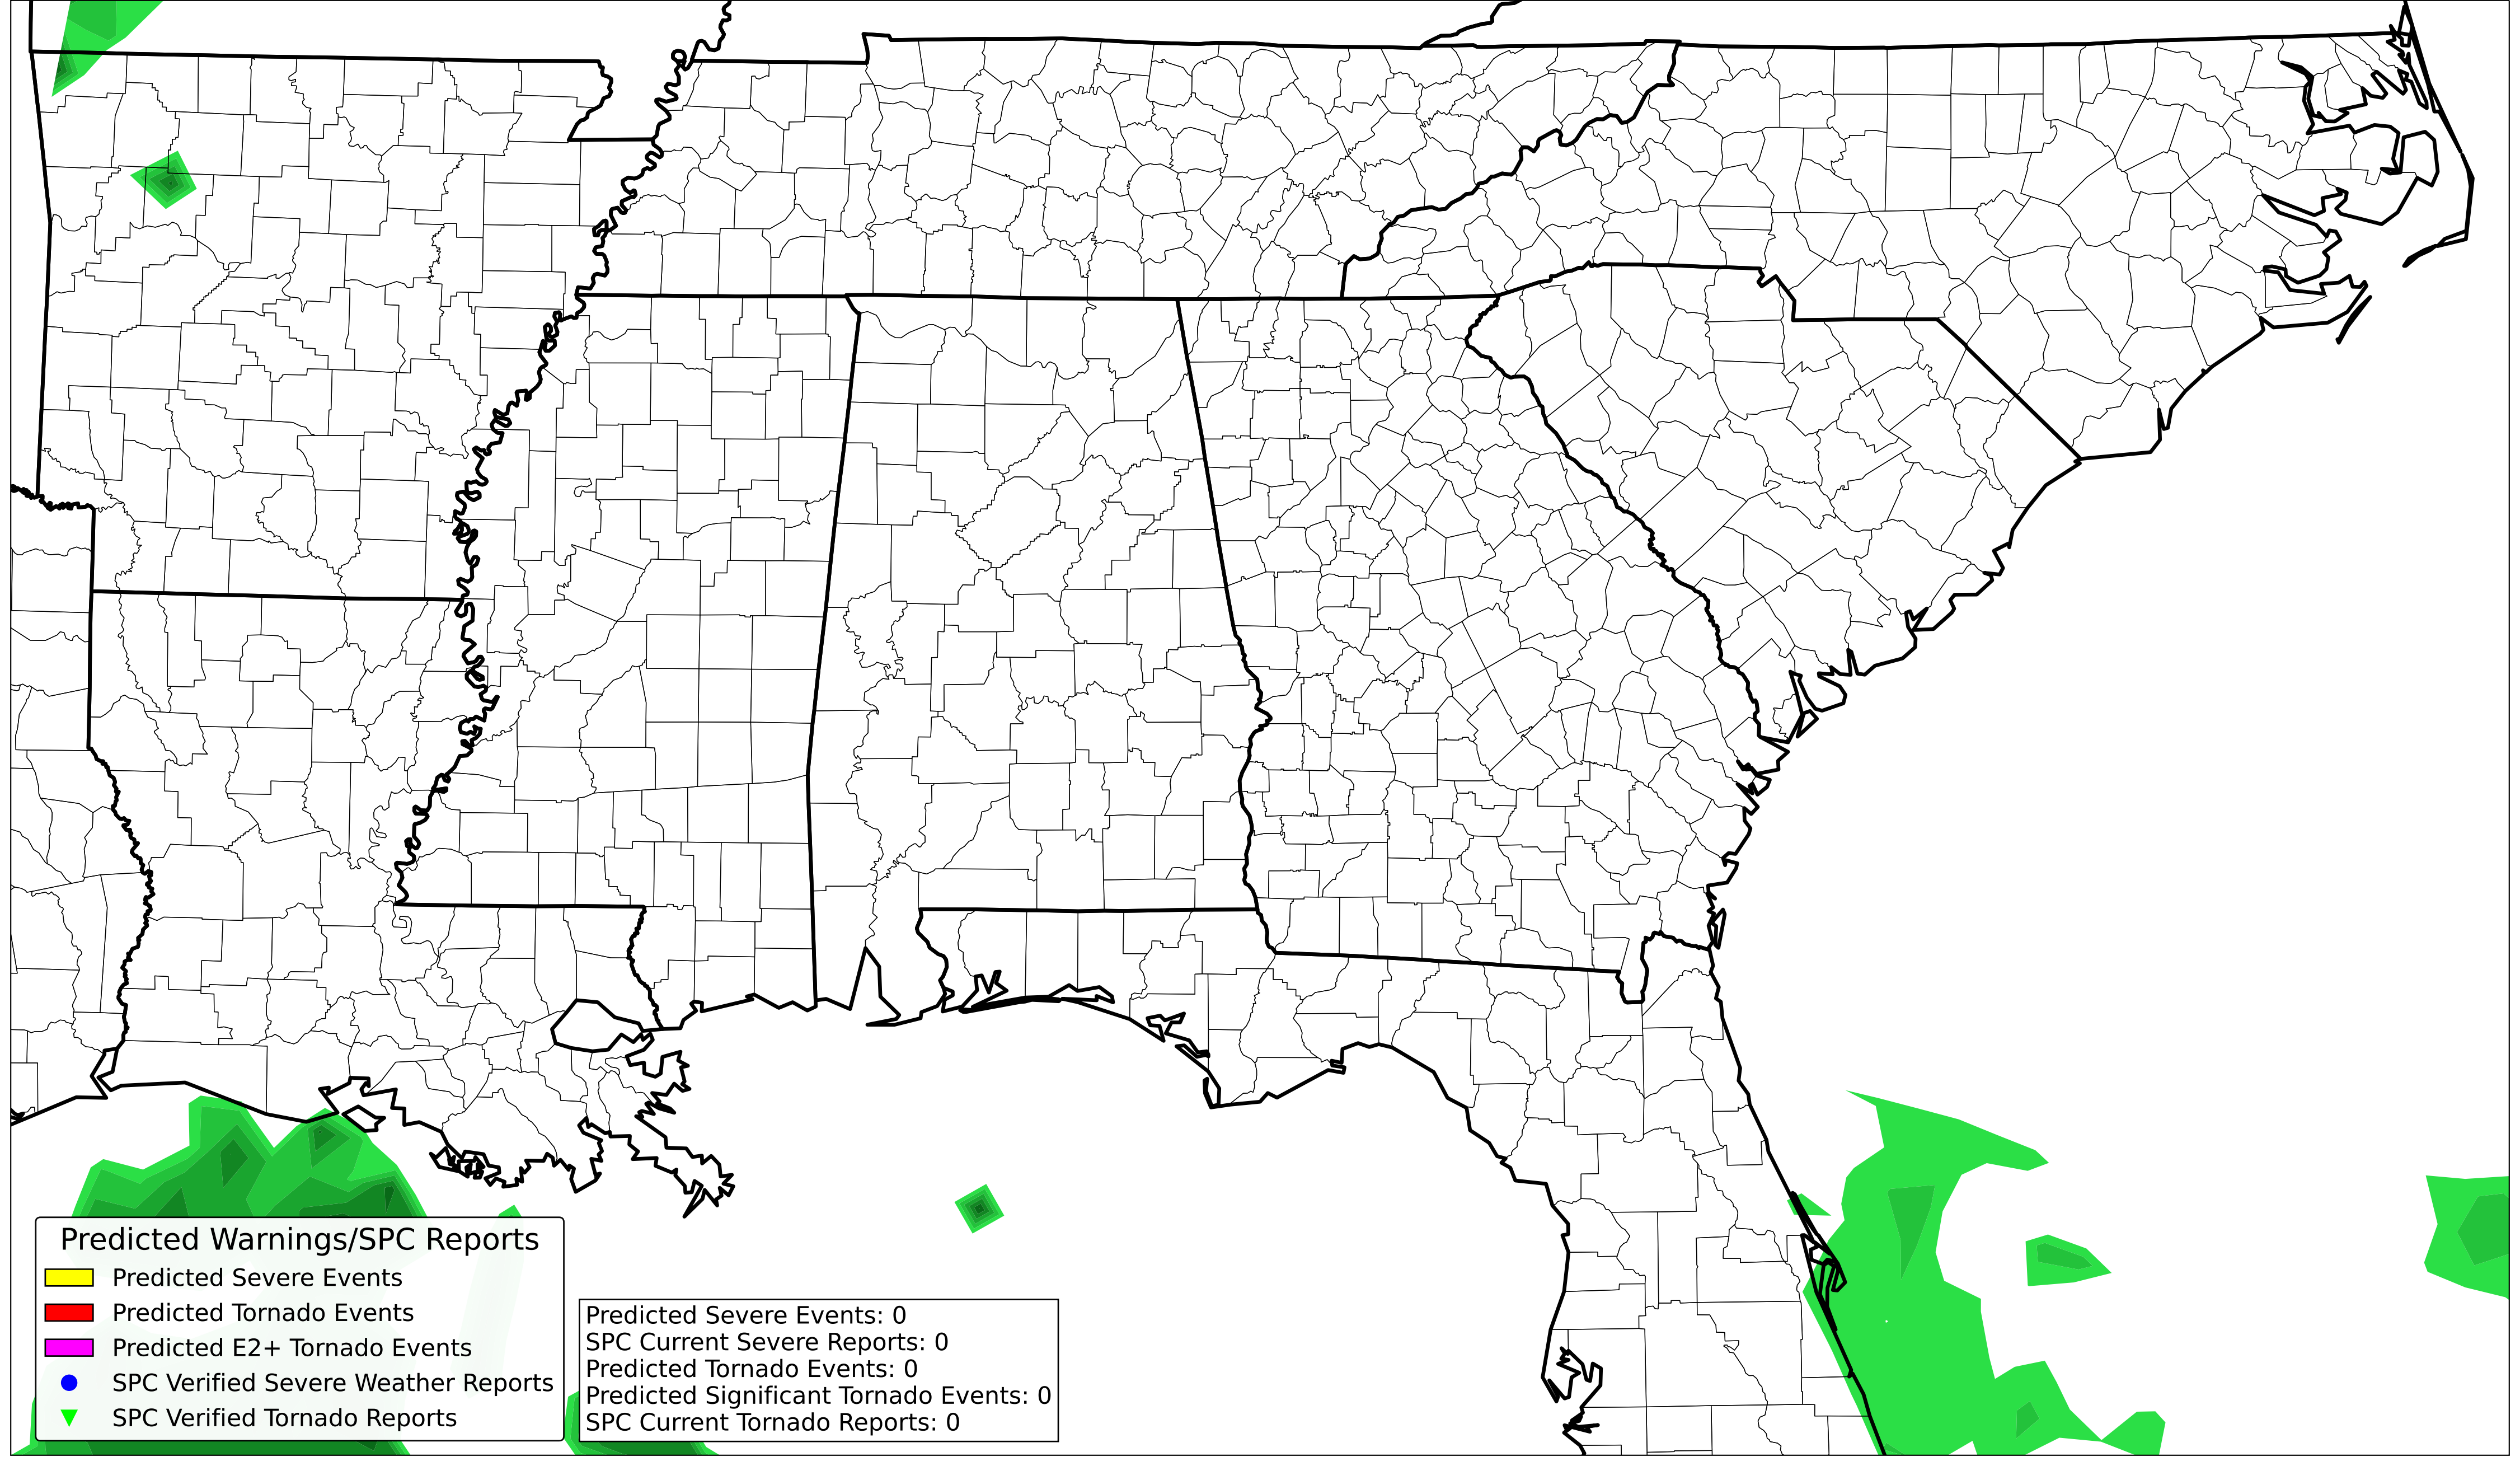 Predicted Warnings/SPC Reports
Predicted Severe Events
Predicted Tornado Events
Predicted E2+ Tornado Events
SPC Verified Severe Weather Reports
SPC Verified Tornado Reports
Predicted Severe Events: 0
SPC Current Severe Reports: 0
Predicted Tornado Events: 0
Predicted Significant Tornado Events: 0
SPC Current Tornado Reports: 0